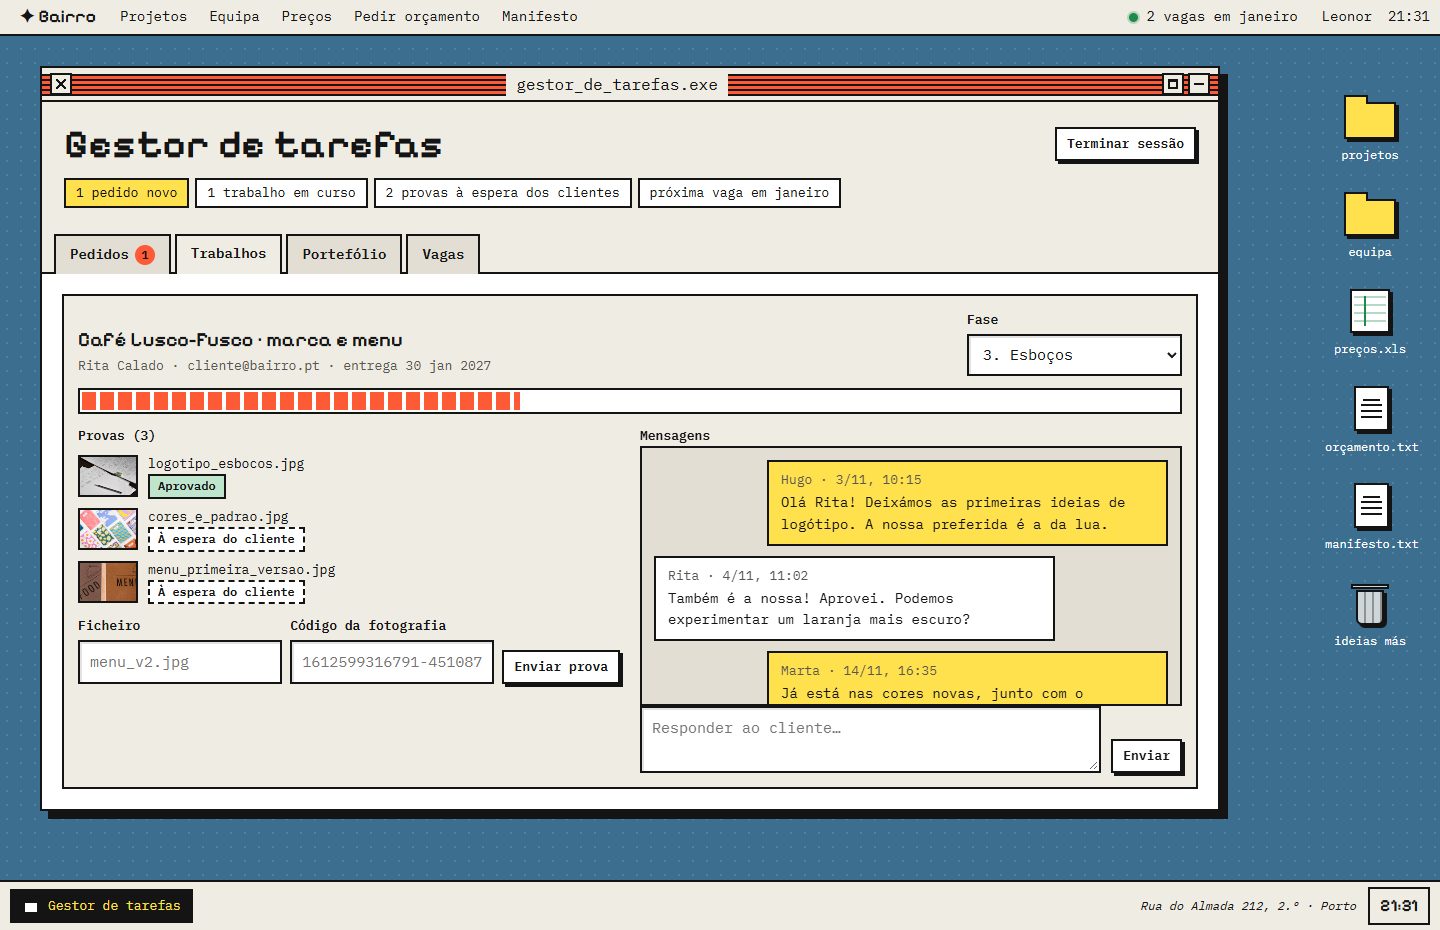 ✦ Bairro Projetos Equipa Preços Pedir orçamento Manifesto 2 vagas em janeiro Leonor 21:31
gestor_de_tarefas.exe
Gestor de tarefas
Terminar sessão
1 pedido novo 1 trabalho em curso 2 provas à espera dos clientes próxima vaga em janeiro
Pedidos 1 Trabalhos Portefólio Vagas
Café Lusco-Fusco · marca e menu
Rita Calado · cliente@bairro.pt · entrega 30 jan 2027
Fase
3. Esboços
Provas (3)
logotipo_esbocos.jpg
Aprovado
cores_e_padrao.jpg
À espera do cliente
MENU
FOOD
menu_primeira_versao.jpg
À espera do cliente
Ficheiro Código da fotografia
menu_v2.jpg 1612599316791-451087 Enviar prova
Mensagens
Hugo · 3/11, 10:15
Olá Rita! Deixámos as primeiras ideias de
logótipo. A nossa preferida é a da lua.
Rita · 4/11, 11:02
Também é a nossa! Aprovei. Podemos
experimentar um laranja mais escuro?
Marta · 14/11, 16:35
Já está nas cores novas, junto com o
Responder ao cliente…
Enviar
projetos
equipa
preços.xls
orçamento.txt
manifesto.txt
ideias más
Gestor de tarefas
Rua do Almada 212, 2.º · Porto 21:31